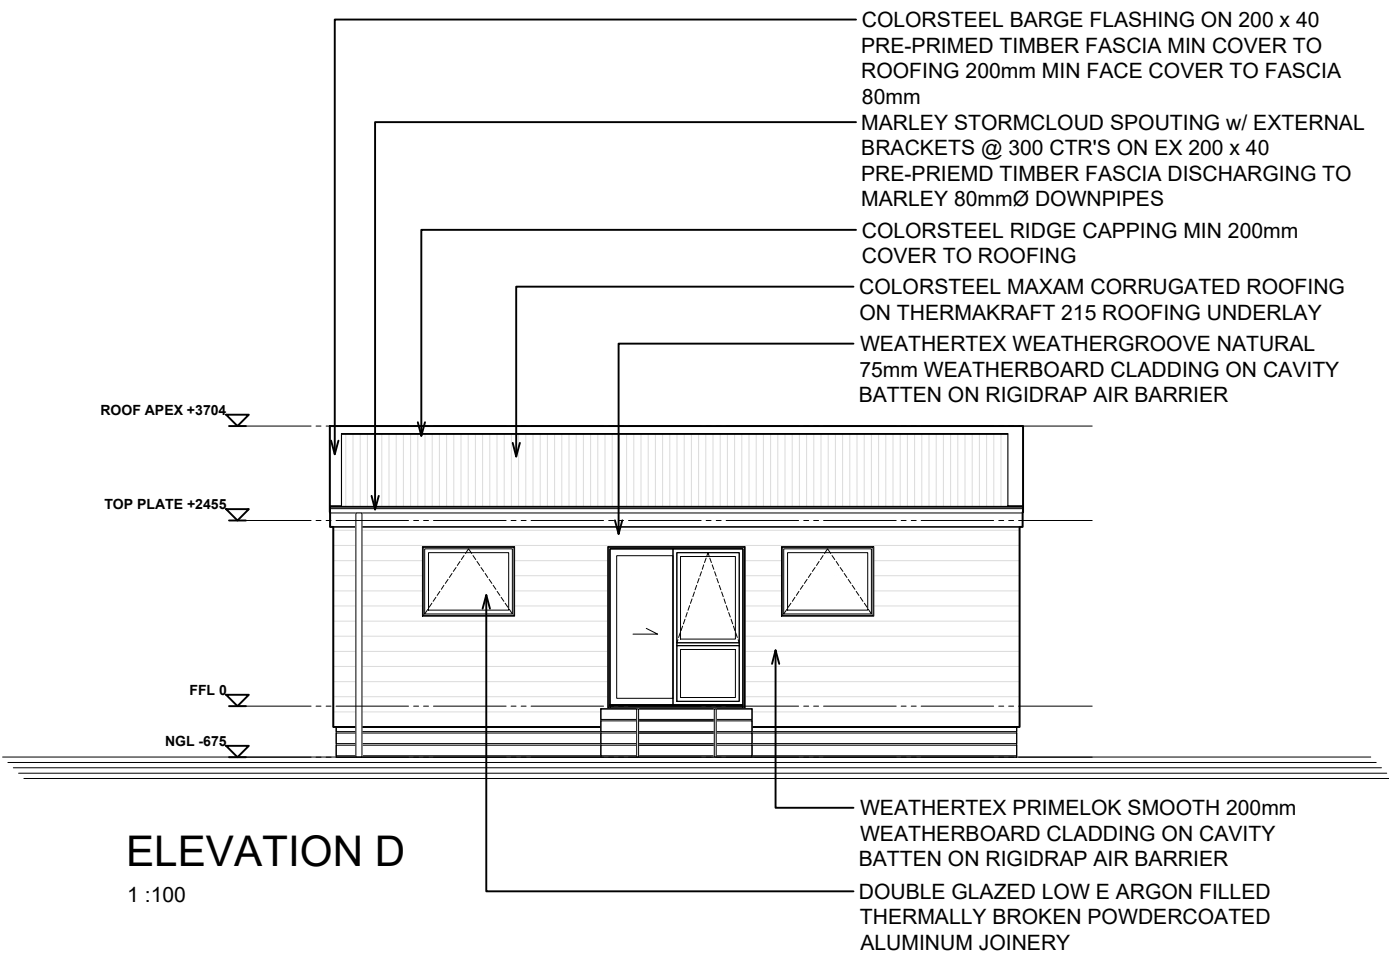 COLORSTEEL BARGE FLASHING ON 200 x 40
PRE-PRIMED TIMBER FASCIA MIN COVER TO
ROOFING 200mm MIN FACE COVER TO FASCIA
80mm
MARLEY STORMCLOUD SPOUTING w/ EXTERNAL
BRACKETS @ 300 CTR'S ON EX 200 x 40
PRE-PRIEMD TIMBER FASCIA DISCHARGING TO
MARLEY 80mmØ DOWNPIPES
COLORSTEEL RIDGE CAPPING MIN 200mm
COVER TO ROOFING
COLORSTEEL MAXAM CORRUGATED ROOFING
ON THERMAKRAFT 215 ROOFING UNDERLAY
WEATHERTEX WEATHERGROOVE NATURAL
75mm WEATHERBOARD CLADDING ON CAVITY
BATTEN ON RIGIDRAP AIR BARRIER
ROOF APEX +3704
TOP PLATE +2455
FFL 0
NGL -675
WEATHERTEX PRIMELOK SMOOTH 200mm
WEATHERBOARD CLADDING ON CAVITY
BATTEN ON RIGIDRAP AIR BARRIER
DOUBLE GLAZED LOW E ARGON FILLED
THERMALLY BROKEN POWDERCOATED
ALUMINUM JOINERY
ELEVATION D
1 :100